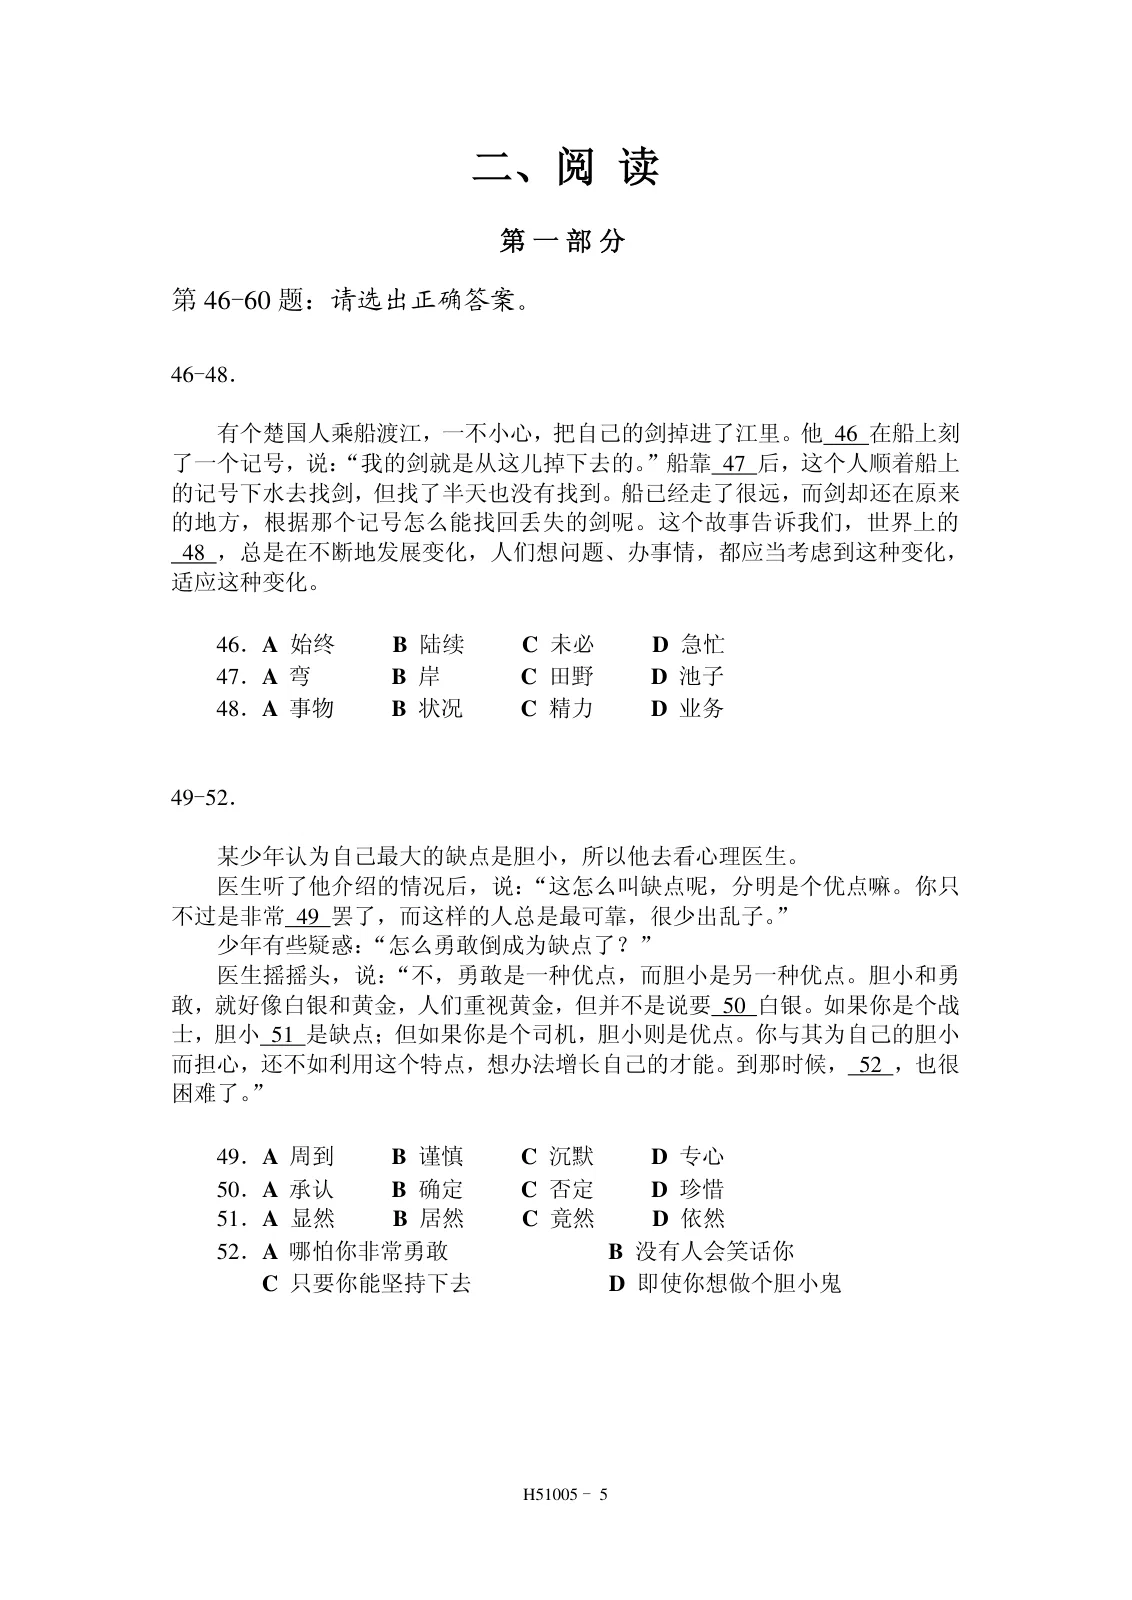 二、阅 读
第一部分
第 46-60 题：请选出正确答案。
46-48．
有个楚国人乘船渡江，一不小心，把自己的剑掉进了江里。他 46 在船上刻
了一个记号，说：“我的剑就是从这儿掉下去的。”船靠 47 后，这个人顺着船上
的记号下水去找剑，但找了半天也没有找到。船已经走了很远，而剑却还在原来
的地方，根据那个记号怎么能找回丢失的剑呢。这个故事告诉我们，世界上的
48 ，总是在不断地发展变化，人们想问题、办事情，都应当考虑到这种变化，
适应这种变化。
46．A 始终 B 陆续 C 未必 D 急忙
47．A 弯 B 岸 C 田野 D 池子
48．A 事物 B 状况 C 精力 D 业务
49-52．
某少年认为自己最大的缺点是胆小，所以他去看心理医生。
医生听了他介绍的情况后，说：“这怎么叫缺点呢，分明是个优点嘛。你只
不过是非常 49 罢了，而这样的人总是最可靠，很少出乱子。”
少年有些疑惑：“怎么勇敢倒成为缺点了？”
医生摇摇头，说：“不，勇敢是一种优点，而胆小是另一种优点。胆小和勇
敢，就好像白银和黄金，人们重视黄金，但并不是说要 50 白银。如果你是个战
士，胆小 51 是缺点；但如果你是个司机，胆小则是优点。你与其为自己的胆小
而担心，还不如利用这个特点，想办法增长自己的才能。到那时候， 52 ，也很
困难了。”
49．A 周到 B 谨慎 C 沉默 D 专心
50．A 承认 B 确定 C 否定 D 珍惜
51．A 显然 B 居然 C 竟然 D 依然
52．A 哪怕你非常勇敢 B 没有人会笑话你
C 只要你能坚持下去 D 即使你想做个胆小鬼
H51005－ 5